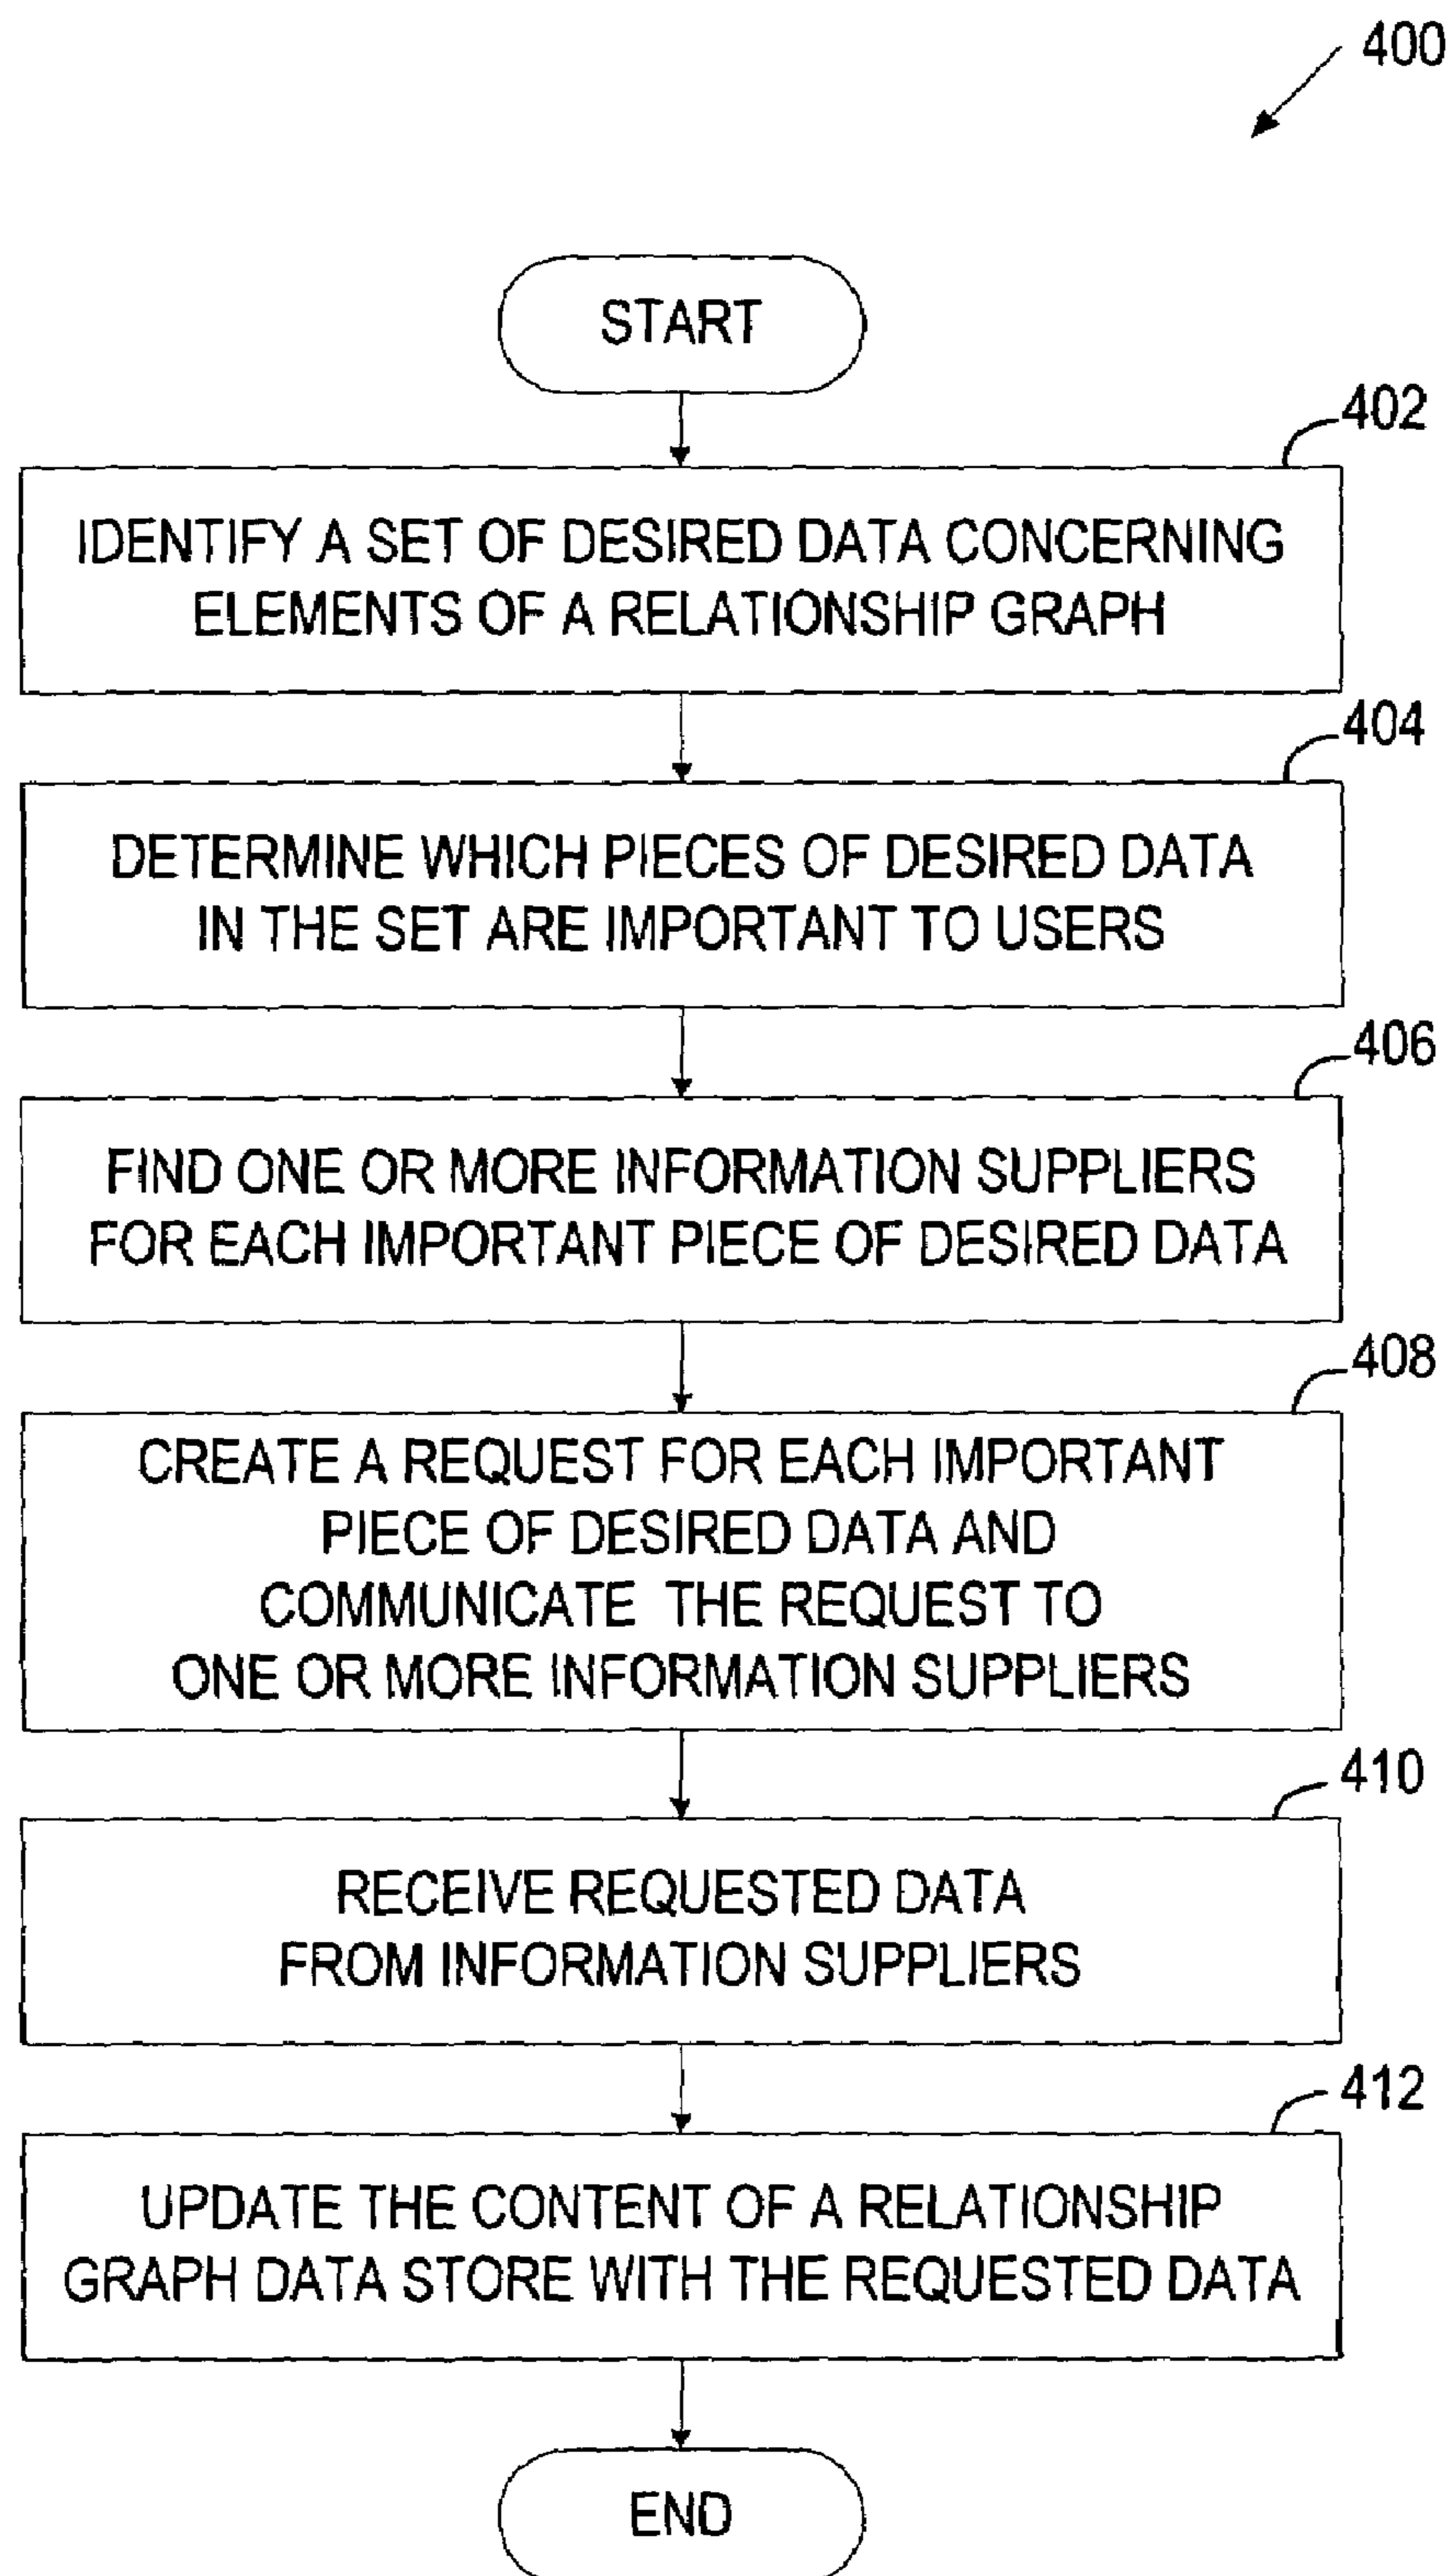 400
START
402
IDENTIFY A SET OF DESIRED DATA CONCERNING
ELEMENTS OF A RELATIONSHIP GRAPH
404
DETERMINE WHICH PIECES OF DESIRED DATA
IN THE SET ARE IMPORTANT TO USERS
406
FIND ONE OR MORE INFORMATION SUPPLIERS
FOR EACH IMPORTANT PIECE OF DESIRED DATA
408
CREATE A REQUEST FOR EACH IMPORTANT
PIECE OF DESIRED DATA AND
COMMUNICATE THE REQUEST TO
ONE OR MORE INFORMATION SUPPLIERS
410
RECEIVE REQUESTED DATA
FROM INFORMATION SUPPLIERS
412
UPDATE THE CONTENT OF A RELATIONSHIP
GRAPH DATA STORE WITH THE REQUESTED DATA
END